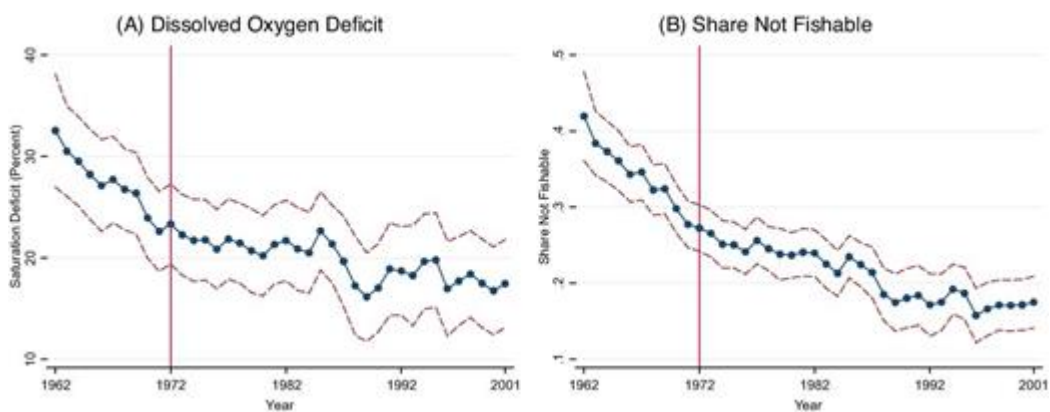 (A) Dissolved Oxygen Deficit
Saturation Deficit (Percent)
40
30
20
10
1962 1972 1982 1992 2001
Year
(B) Share Not Fishable
Share Not Fishable
.5
.4
.3
.2
.1
1962 1972 1982 1992 2001
Year